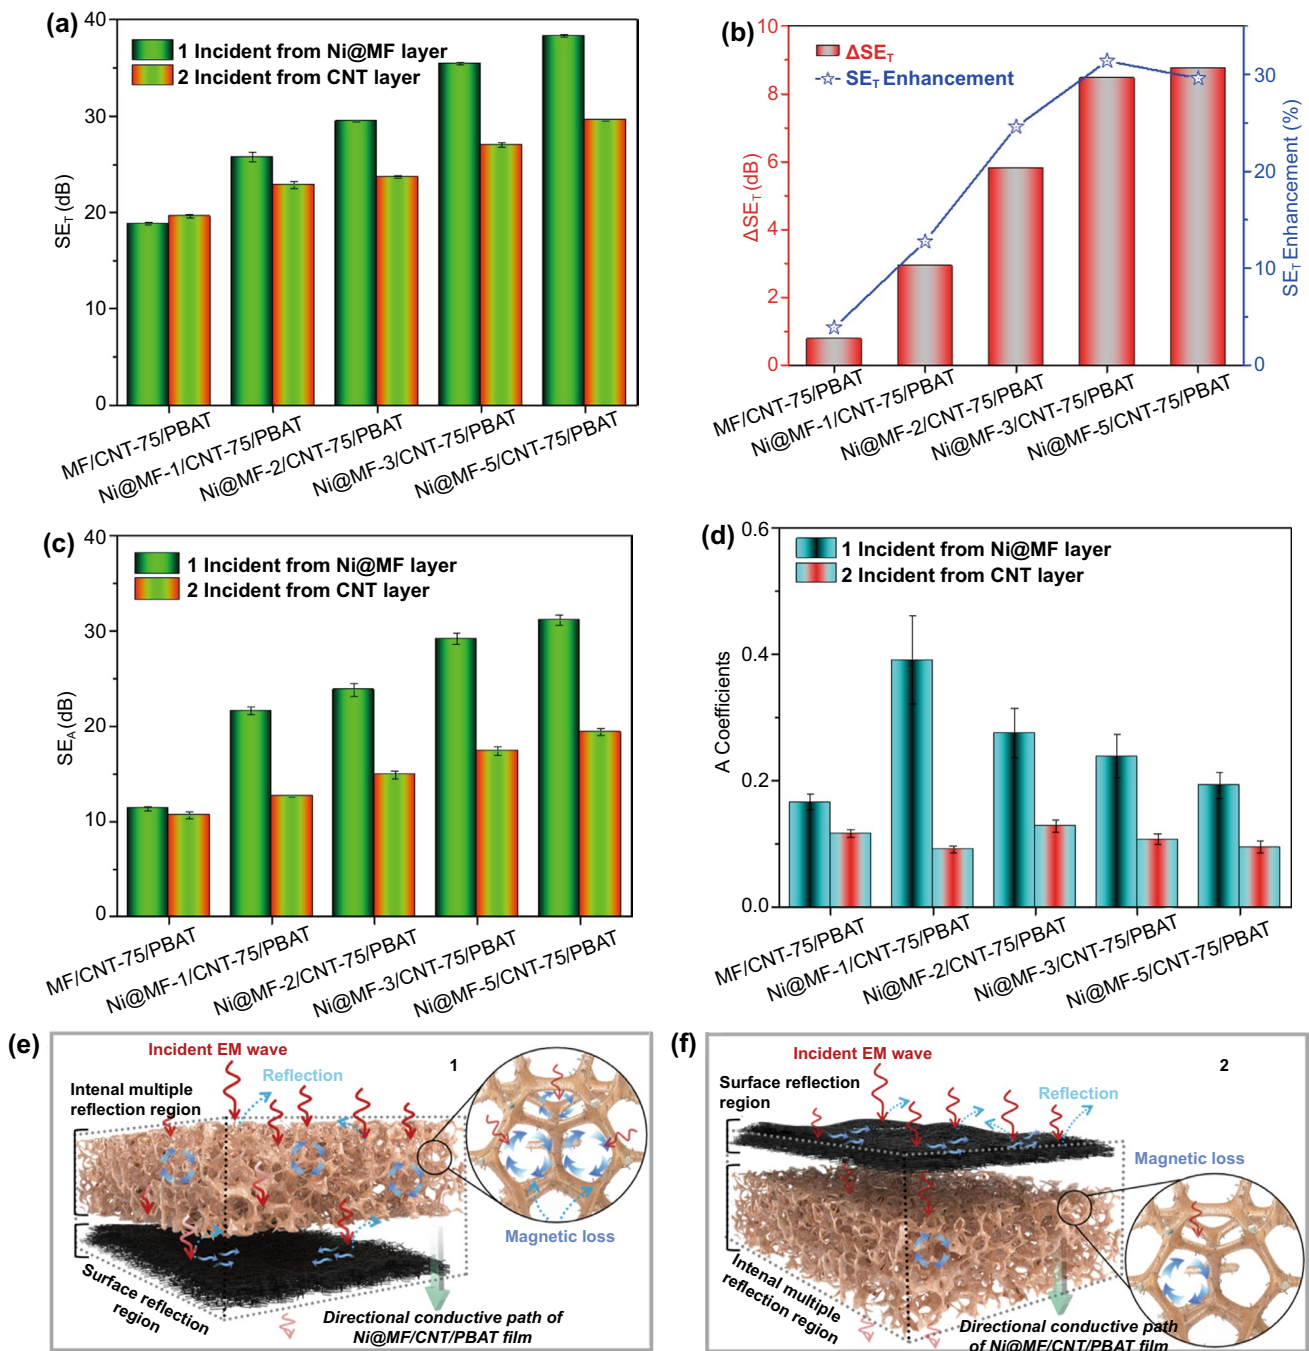 (a)
40
30
20
10
0
SE_T (dB)
1 Incident from Ni@MF layer
2 Incident from CNT layer
MF/CNT-75/PBAT
Ni@MF-1/CNT-75/PBAT
Ni@MF-2/CNT-75/PBAT
Ni@MF-3/CNT-75/PBAT
Ni@MF-5/CNT-75/PBAT
(b)
10
8
6
4
2
0
ΔSE_T (dB)
ΔSE_T
SE_T Enhancement
30
20
10
0
SE_T Enhancement (%)
MF/CNT-75/PBAT
Ni@MF-1/CNT-75/PBAT
Ni@MF-2/CNT-75/PBAT
Ni@MF-3/CNT-75/PBAT
Ni@MF-5/CNT-75/PBAT
(c)
40
30
20
10
0
SE_A (dB)
1 Incident from Ni@MF layer
2 Incident from CNT layer
MF/CNT-75/PBAT
Ni@MF-1/CNT-75/PBAT
Ni@MF-2/CNT-75/PBAT
Ni@MF-3/CNT-75/PBAT
Ni@MF-5/CNT-75/PBAT
(d)
0.6
0.4
0.2
0.0
A Coefficients
1 Incident from Ni@MF layer
2 Incident from CNT layer
MF/CNT-75/PBAT
Ni@MF-1/CNT-75/PBAT
Ni@MF-2/CNT-75/PBAT
Ni@MF-3/CNT-75/PBAT
Ni@MF-5/CNT-75/PBAT
(e)
Incident EM wave
1
Reflection
Intenal multiple
reflection region
Magnetic loss
Surface reflection
region
Directional conductive path of
Ni@MF/CNT/PBAT film
(f)
Incident EM wave
2
Surface reflection
region
Reflection
Magnetic loss
Intenal multiple
reflection region
Directional conductive path
of Ni@MF/CNT/PBAT film